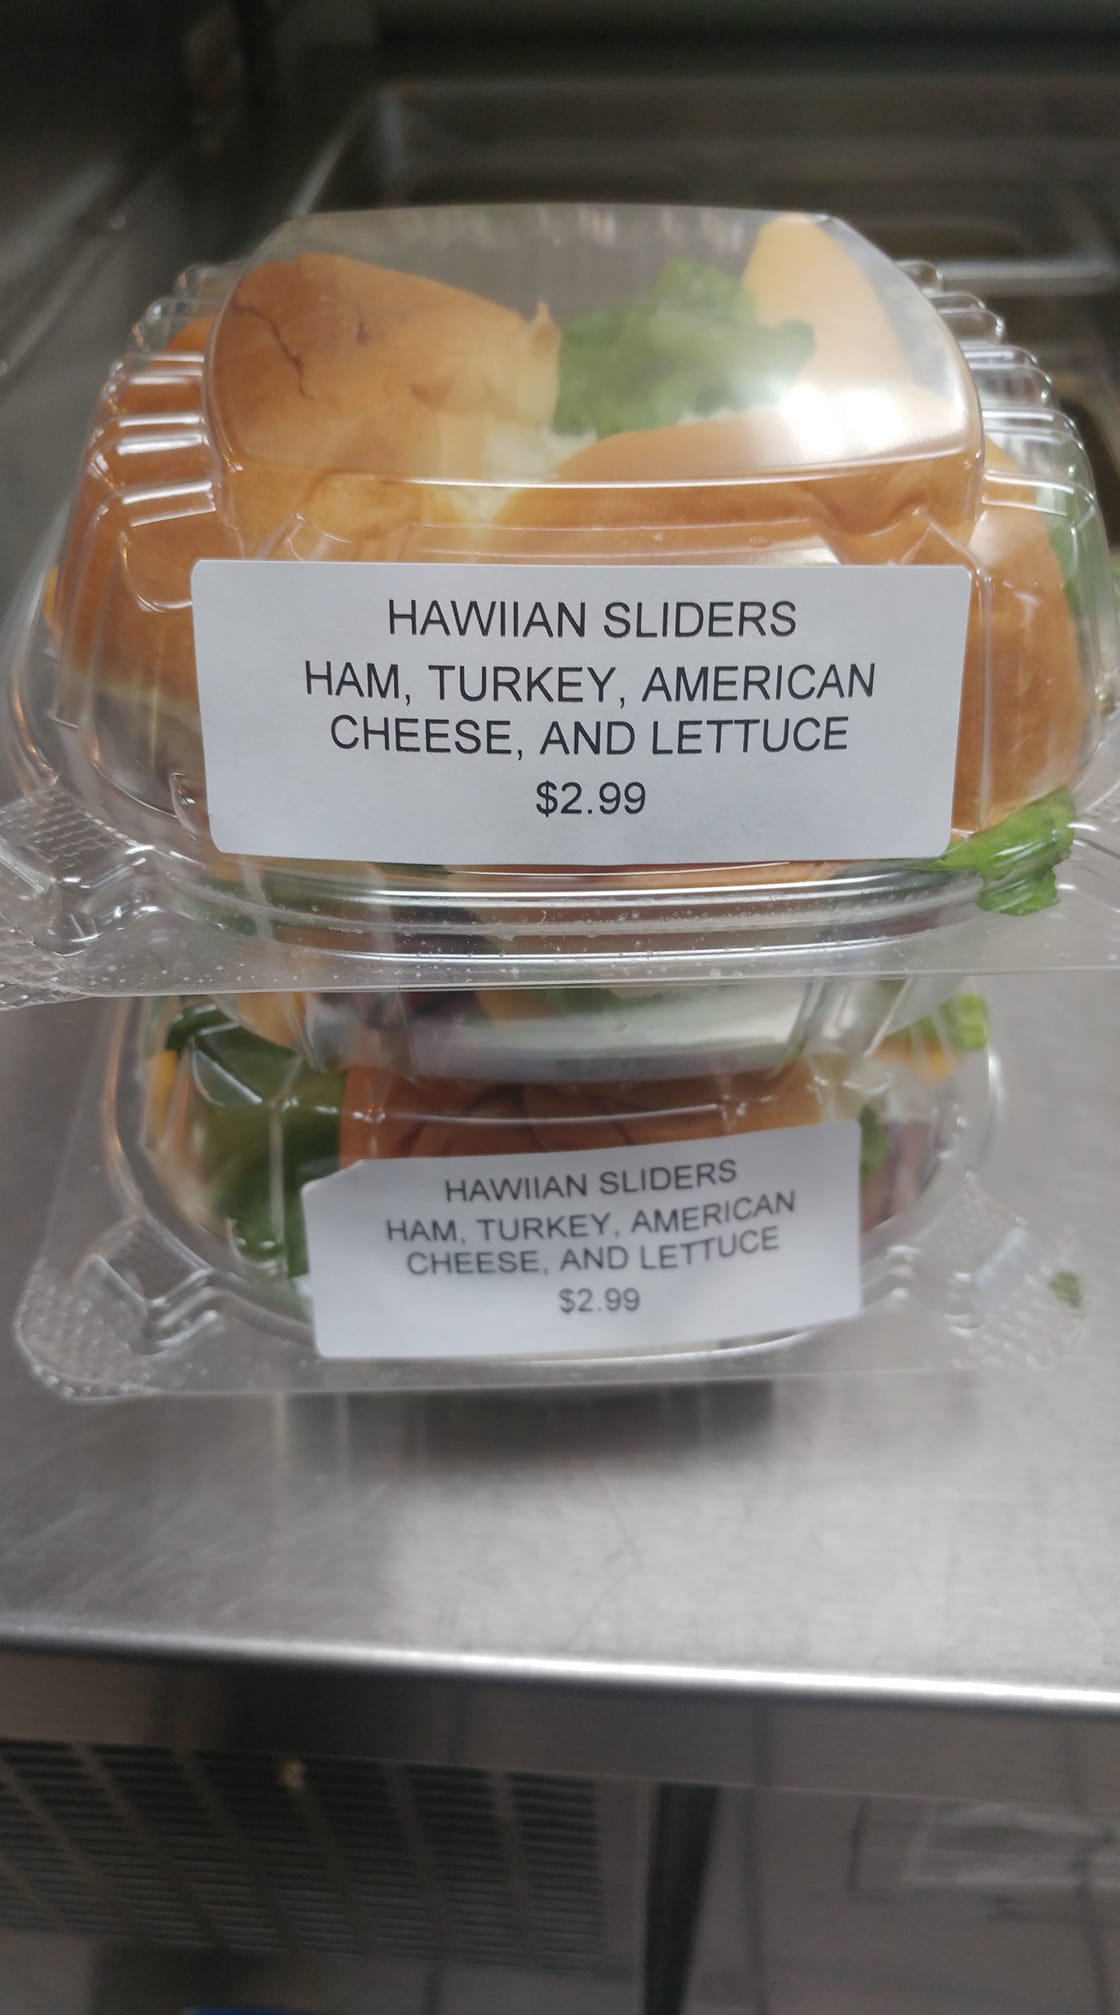 HAWIIAN SLIDERS
HAM, TURKEY, AMERICAN
CHEESE, AND LETTUCE
$2.99
HAWIIAN SLIDERS
HAM, TURKEY, AMERICAN
CHEESE, AND LETTUCE
$2.99